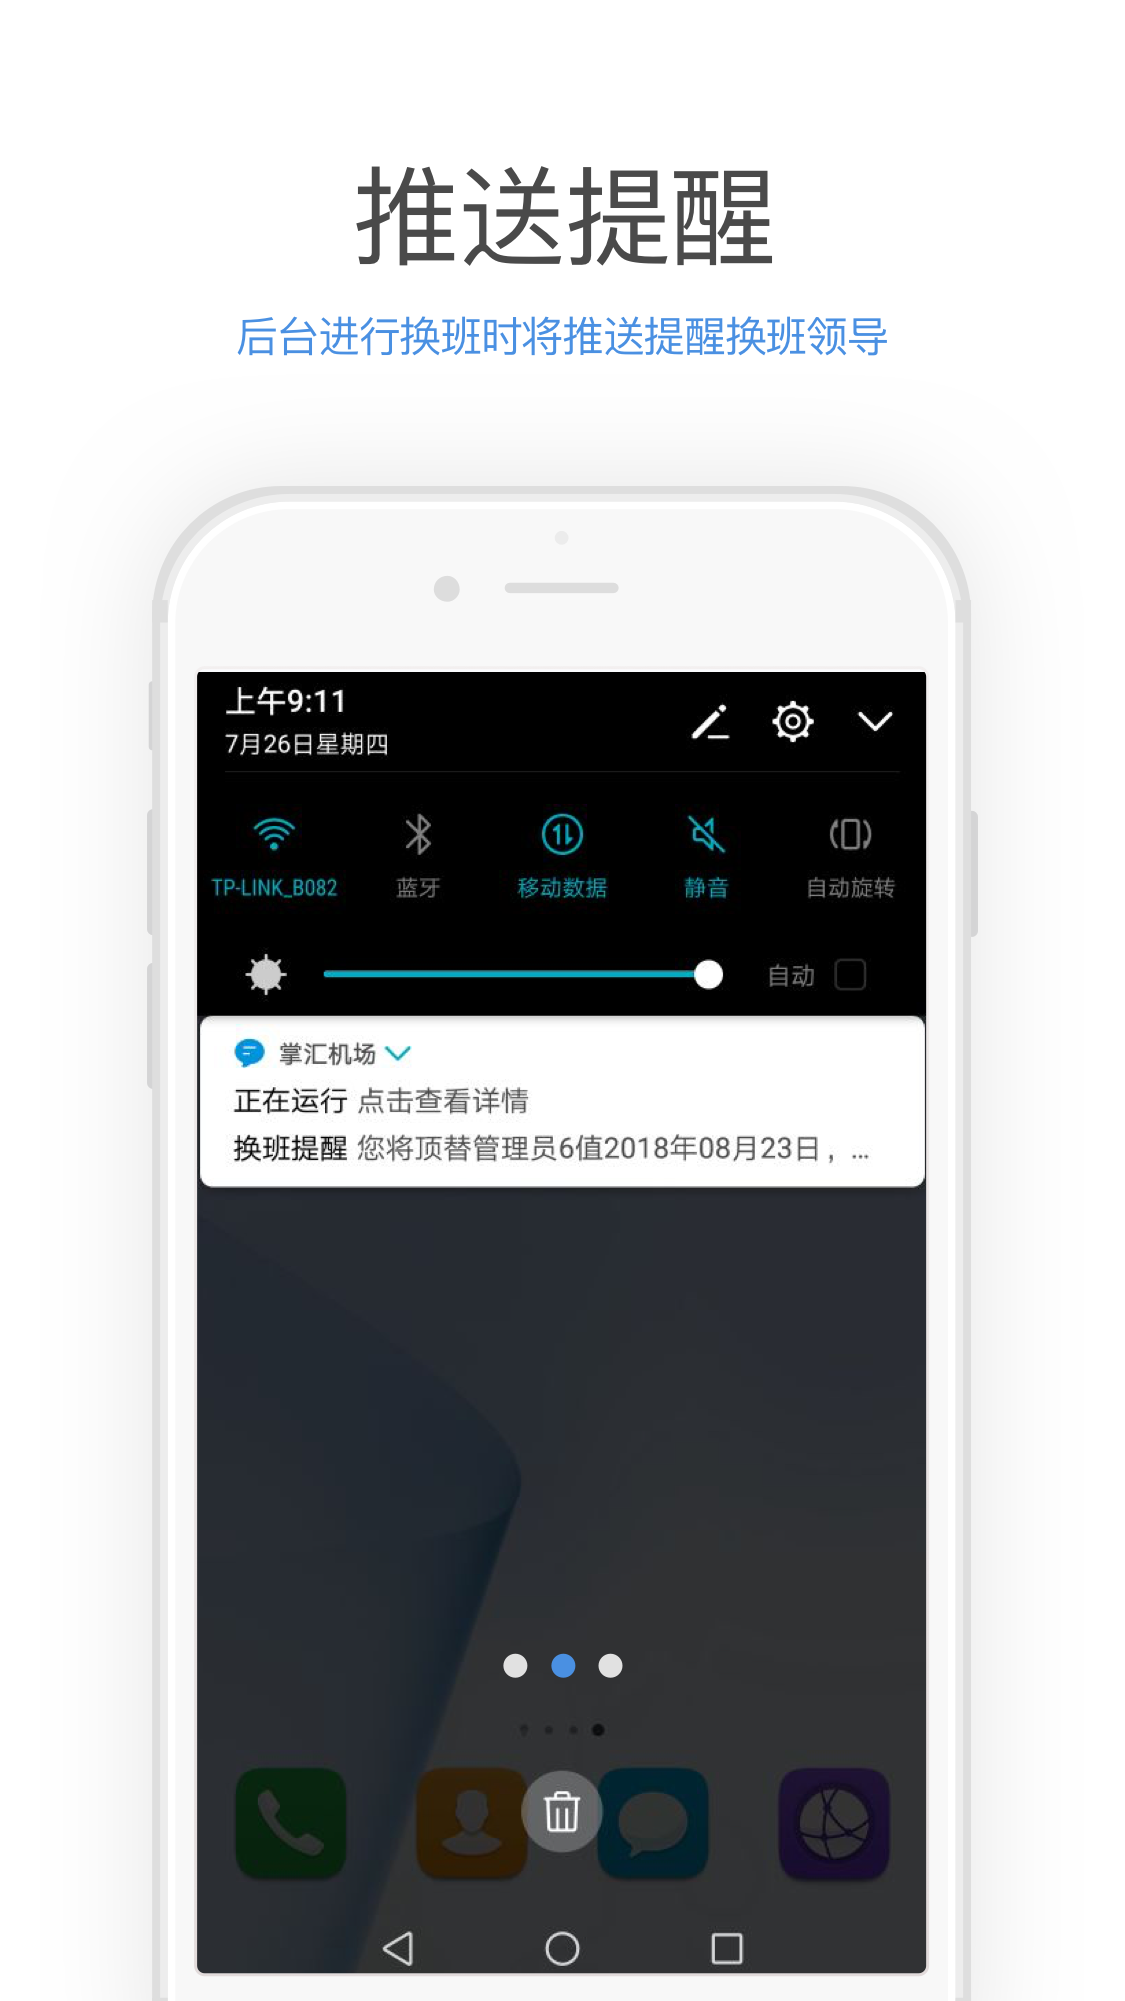 推送提醒
后台进行换班时将推送提醒换班领导
上午9:11
7月26日星期四
TP-LINK_B082 蓝牙 移动数据 静音 自动旋转
自动
掌汇机场
正在运行 点击查看详情
换班提醒 您将顶替管理员6值2018年08月23日，...